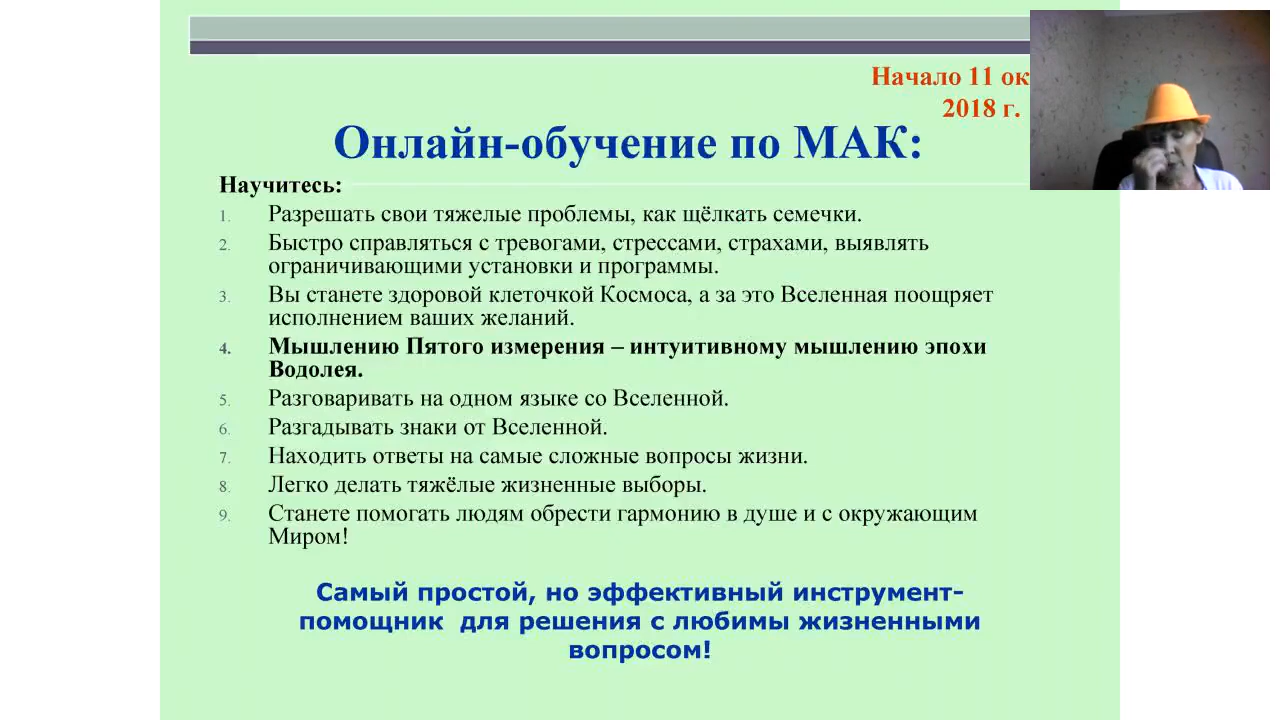 Начало 11 ок
2018 г.
Онлайн-обучение по МАК:
Научитесь:
1. Разрешать свои тяжелые проблемы, как щёлкать семечки.
2. Быстро справляться с тревогами, стрессами, страхами, выявлять
ограничивающими установки и программы.
3. Вы станете здоровой клеточкой Космоса, а за это Вселенная поощряет
исполнением ваших желаний.
4. Мышлению Пятого измерения – интуитивному мышлению эпохи
Водолея.
5. Разговаривать на одном языке со Вселенной.
6. Разгадывать знаки от Вселенной.
7. Находить ответы на самые сложные вопросы жизни.
8. Легко делать тяжёлые жизненные выборы.
9. Станете помогать людям обрести гармонию в душе и с окружающим
Миром!
Самый простой, но эффективный инструмент-
помощник для решения с любимы жизненными
вопросом!